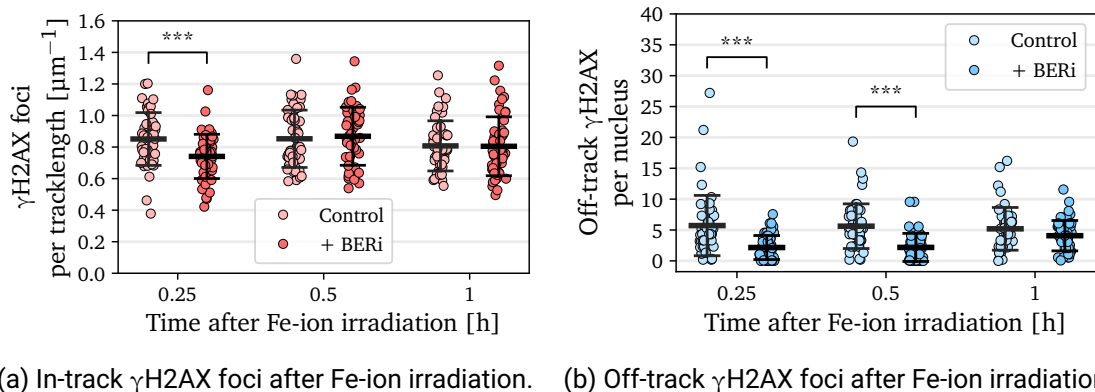 γH2AX foci
per tracklength [µm⁻¹]
1.6
1.4
1.2
1.0
0.8
0.6
0.4
0.2
0.0
***
Control
+ BERi
0.25
0.5
1
Time after Fe-ion irradiation [h]
(a) In-track γH2AX foci after Fe-ion irradiation.
Off-track γH2AX
per nucleus
40
35
30
25
20
15
10
5
0
***
***
Control
+ BERi
0.25
0.5
1
Time after Fe-ion irradiation [h]
(b) Off-track γH2AX foci after Fe-ion irradiation